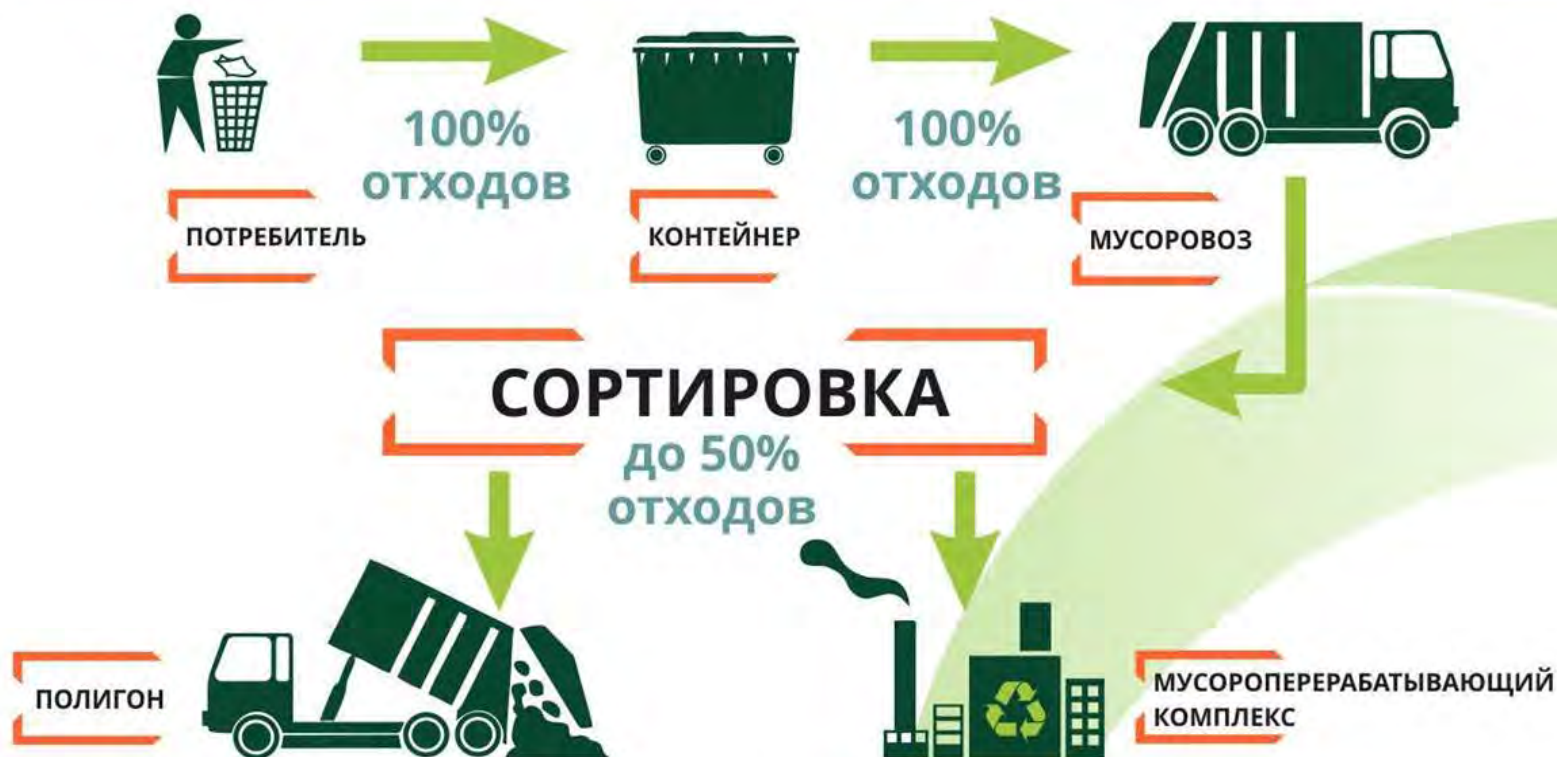 100%
отходов
100%
отходов
ПОТРЕБИТЕЛЬ
КОНТЕЙНЕР
МУСОРОВОЗ
СОРТИРОВКА
до 50%
отходов
ПОЛИГОН
МУСОРОПЕРЕРАБАТЫВАЮЩИЙ
КОМПЛЕКС